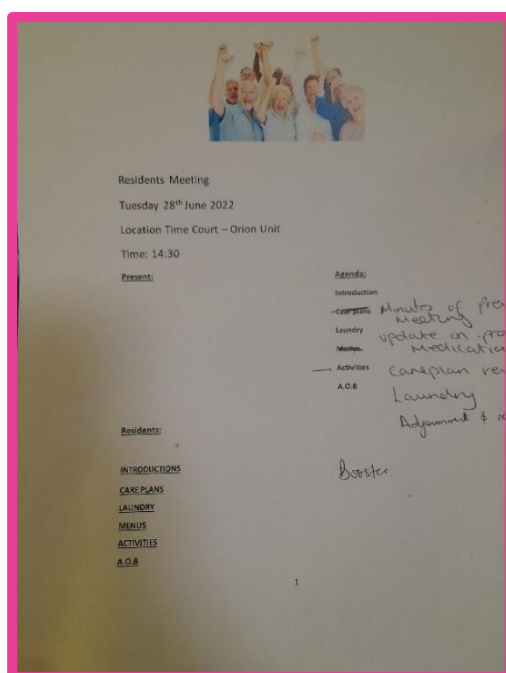 Residents Meeting
Tuesday 28th June 2022
Location Time Court – Orion Unit
Time: 14:30
Present:
Agenda:
Introduction
Care plans
Minutes of
Meeting
Laundry
update on
Menus
Medication
Activities
Careplan
A.O.B
Laundry
Adjournment &
Residents:
INTRODUCTIONS
Booster
CARE PLANS
LAUNDRY
MENUS
ACTIVITIES
A.O.B
1